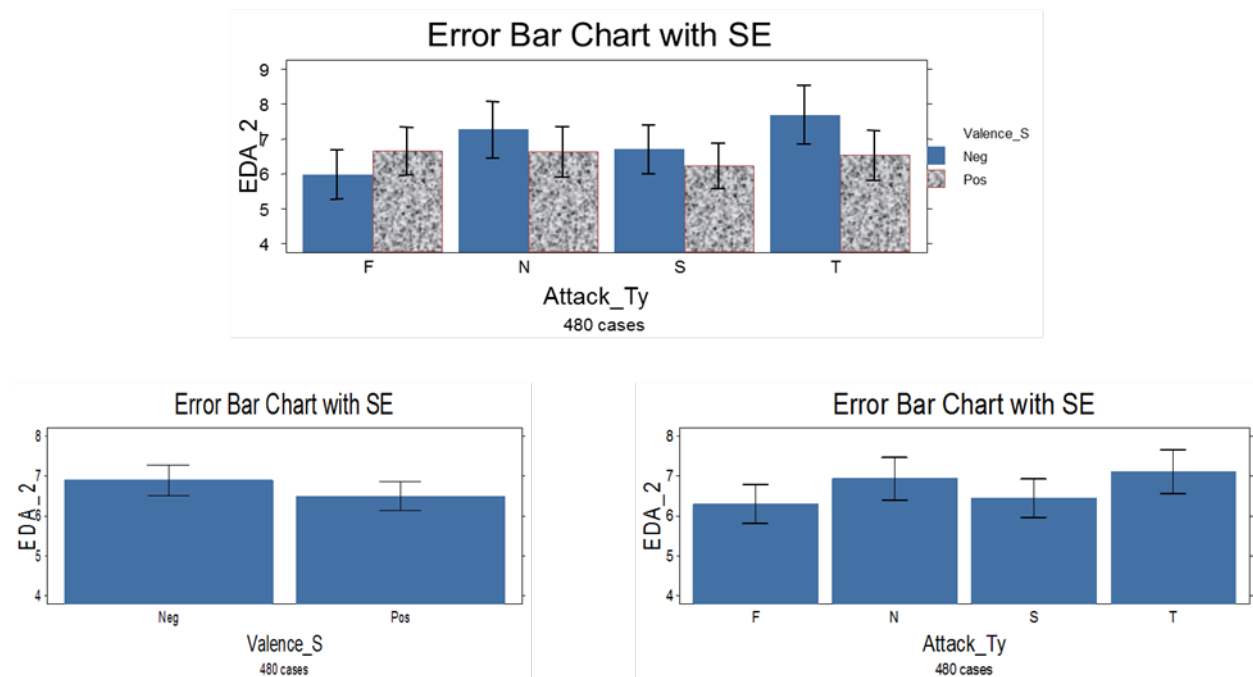 Error Bar Chart with SE
9
8
7
6
5
4
EDA_2
Valence_S
Neg
Pos
F N S T
Attack_Ty
480 cases
Error Bar Chart with SE
8
7
6
5
4
EDA_2
Neg Pos
Valence_S
480 cases
Error Bar Chart with SE
8
7
6
5
4
EDA_2
F N S T
Attack_Ty
480 cases